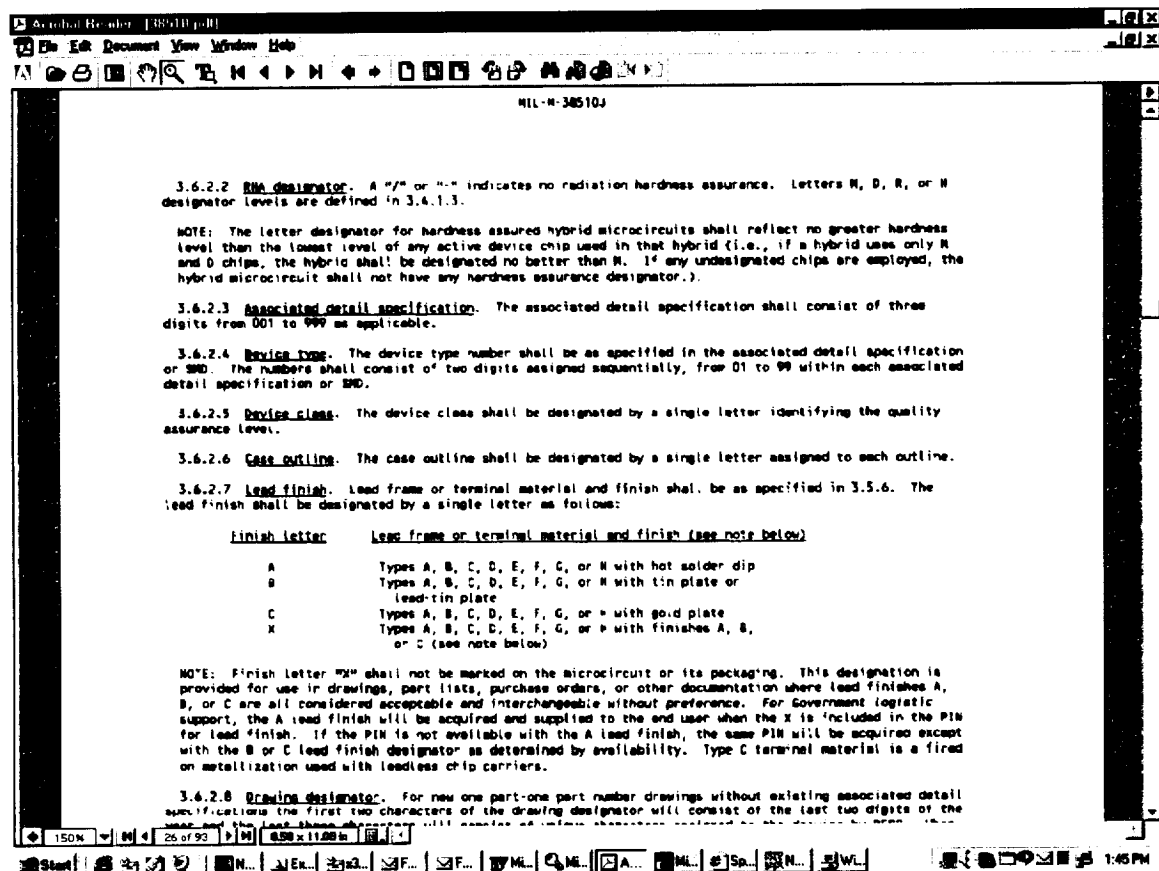 Acrobat Reader - [38510.pdf]
File Edit Document View Window Help
MIL-M-38510J
3.6.2.2 RHA designator. A "/" or "-" indicates no radiation hardness assurance. Letters M, D, R, or H
designator levels are defined in 3.4.1.3.
NOTE: The letter designator for hardness assured hybrid microcircuits shall reflect no greater hardness
level than the lowest level of any active device chip used in that hybrid (i.e., if a hybrid uses only M
and D chips, the hybrid shall be designated no better than M. If any undesignated chips are employed, the
hybrid microcircuit shall not have any hardness assurance designator.).
3.6.2.3 Associated detail specification. The associated detail specification shall consist of three
digits from 001 to 999 as applicable.
3.6.2.4 Device type. The device type number shall be as specified in the associated detail specification
or SMD. The numbers shall consist of two digits assigned sequentially, from 01 to 99 within each associated
detail specification or SMD.
3.6.2.5 Device class. The device class shall be designated by a single letter identifying the quality
assurance level.
3.6.2.6 Case outline. The case outline shall be designated by a single letter assigned to each outline.
3.6.2.7 Lead finish. Lead frame or terminal material and finish shall be as specified in 3.5.6. The
lead finish shall be designated by a single letter as follows:
Finish letter Lead frame or terminal material and finish (see note below)
A Types A, B, C, D, E, F, G, or H with hot solder dip
B Types A, B, C, D, E, F, G, or H with tin plate or
lead-tin plate
C Types A, B, C, D, E, F, G, or H with gold plate
X Types A, B, C, D, E, F, G, or H with finishes A, B,
or C (see note below)
NOTE: Finish letter "X" shall not be marked on the microcircuit or its packaging. This designation is
provided for use in drawings, part lists, purchase orders, or other documentation where lead finishes A,
B, or C are all considered acceptable and interchangeable without preference. For Government logistic
support, the A lead finish will be acquired and supplied to the end user when the X is included in the PIN
for lead finish. If the PIN is not available with the A lead finish, the same PIN will be acquired except
with the B or C lead finish designator as determined by availability. Type C terminal material is a fired
on metallization used with leadless chip carriers.
3.6.2.8 Drawing designator. For new one part-one part number drawings without existing associated detail
specifications the first two characters of the drawing designator will consist of the last two digits of the
150% 26 of 93 8.50 x 11.00 in
Start N... Ex... x3... F... F... Mi... Mi... A... Mi... Sp... N... Wi... 1:45 PM